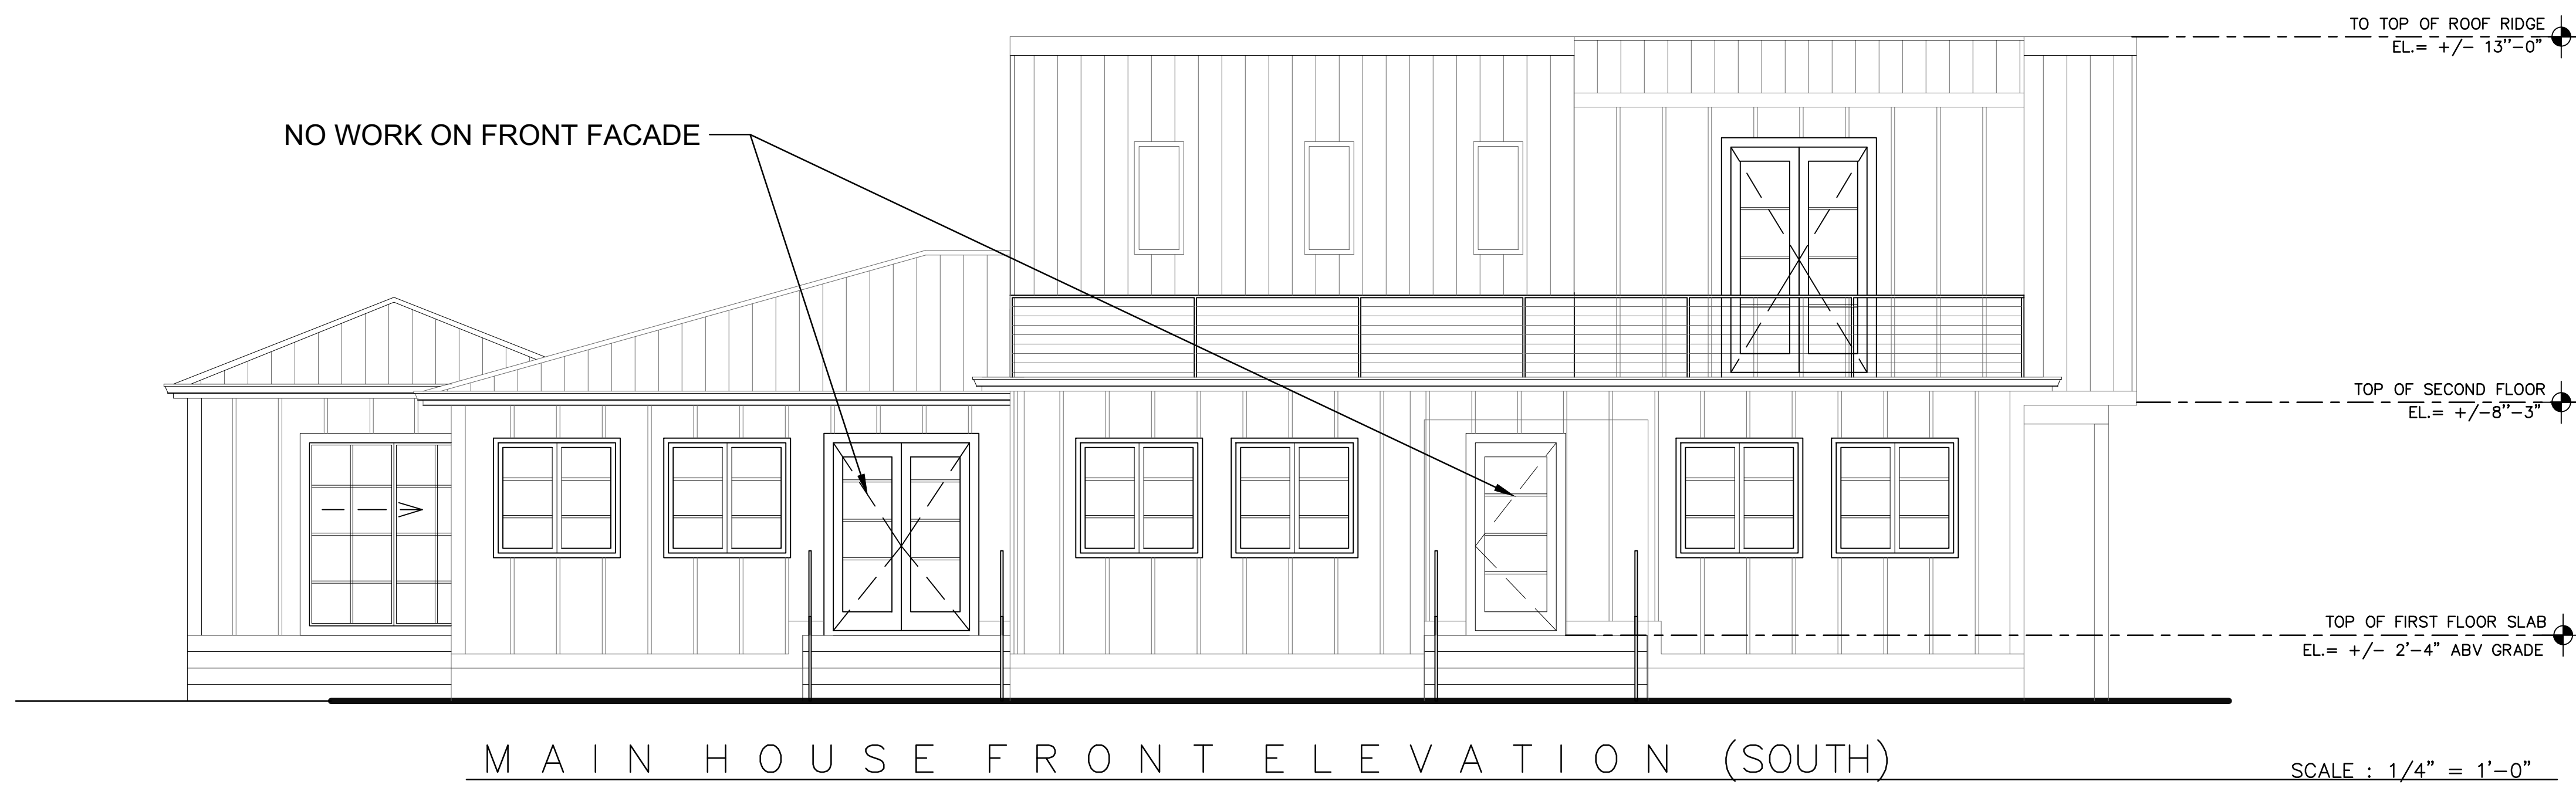 TO TOP OF ROOF RIDGE
EL.= +/- 13''-0"
NO WORK ON FRONT FACADE
TOP OF SECOND FLOOR
EL.= +/-8''-3"
TOP OF FIRST FLOOR SLAB
EL.= +/- 2'-4" ABV GRADE
MAIN HOUSE FRONT ELEVATION (SOUTH)
SCALE : 1/4" = 1'-0"